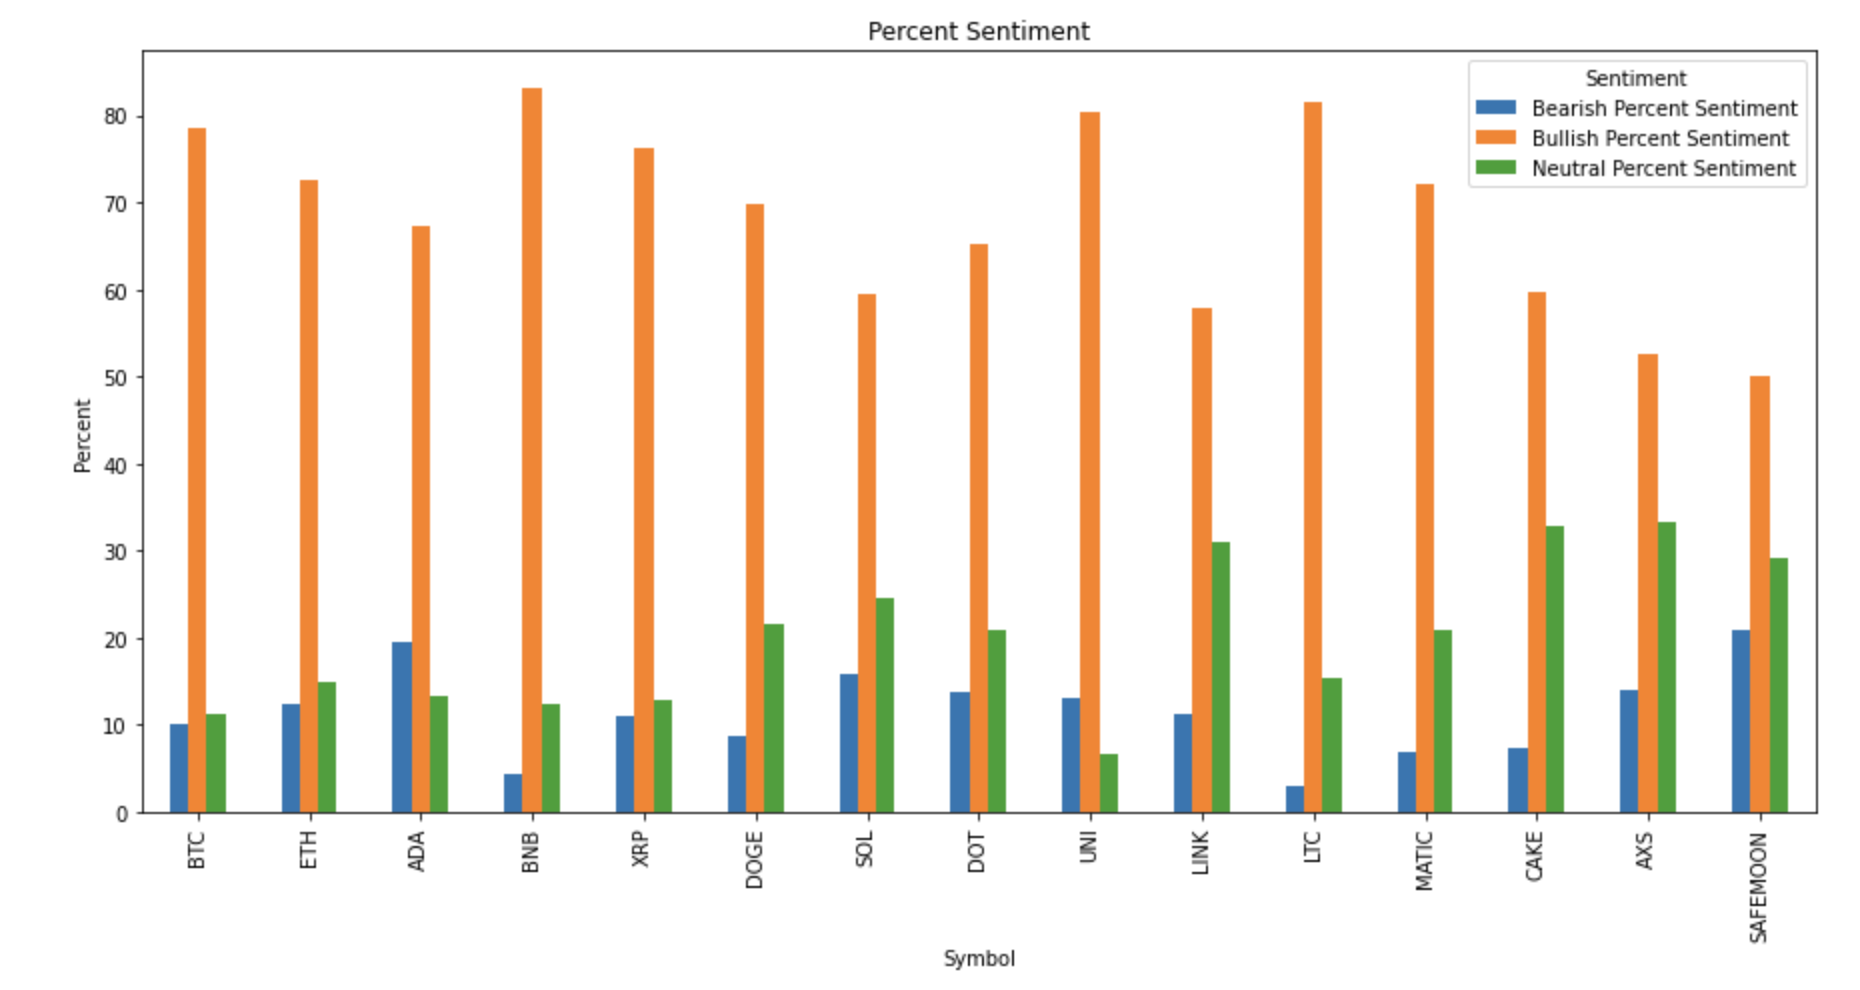 Percent Sentiment
Sentiment
Bearish Percent Sentiment
Bullish Percent Sentiment
Neutral Percent Sentiment
80
70
60
50
40
30
20
10
0
Percent
BTC
ETH
ADA
BNB
XRP
DOGE
SOL
DOT
UNI
LINK
LTC
MATIC
CAKE
AXS
SAFEMOON
Symbol